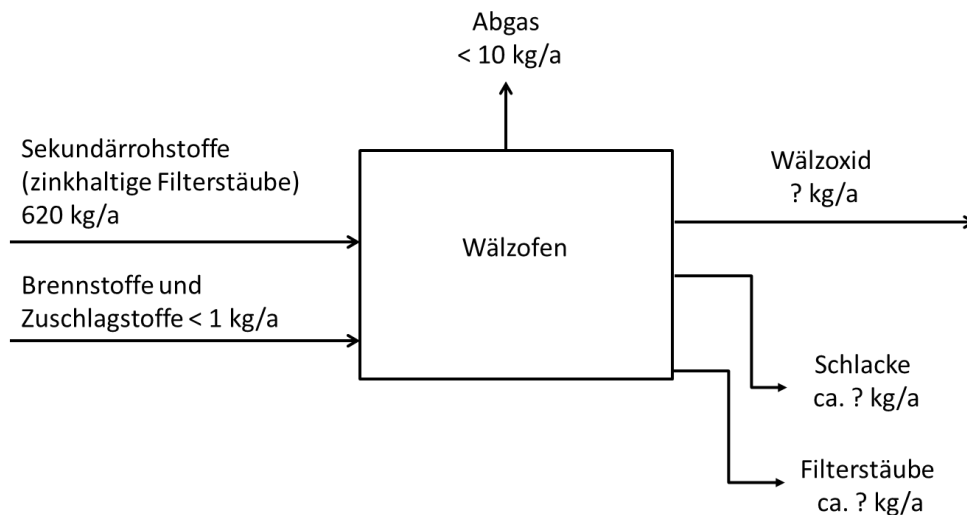 Abgas
< 10 kg/a
Sekundärrohstoffe
(zinkhaltige Filterstäube)
620 kg/a
Wälzoxid
? kg/a
Wälzofen
Brennstoffe und
Zuschlagstoffe < 1 kg/a
Schlacke
ca. ? kg/a
Filterstäube
ca. ? kg/a